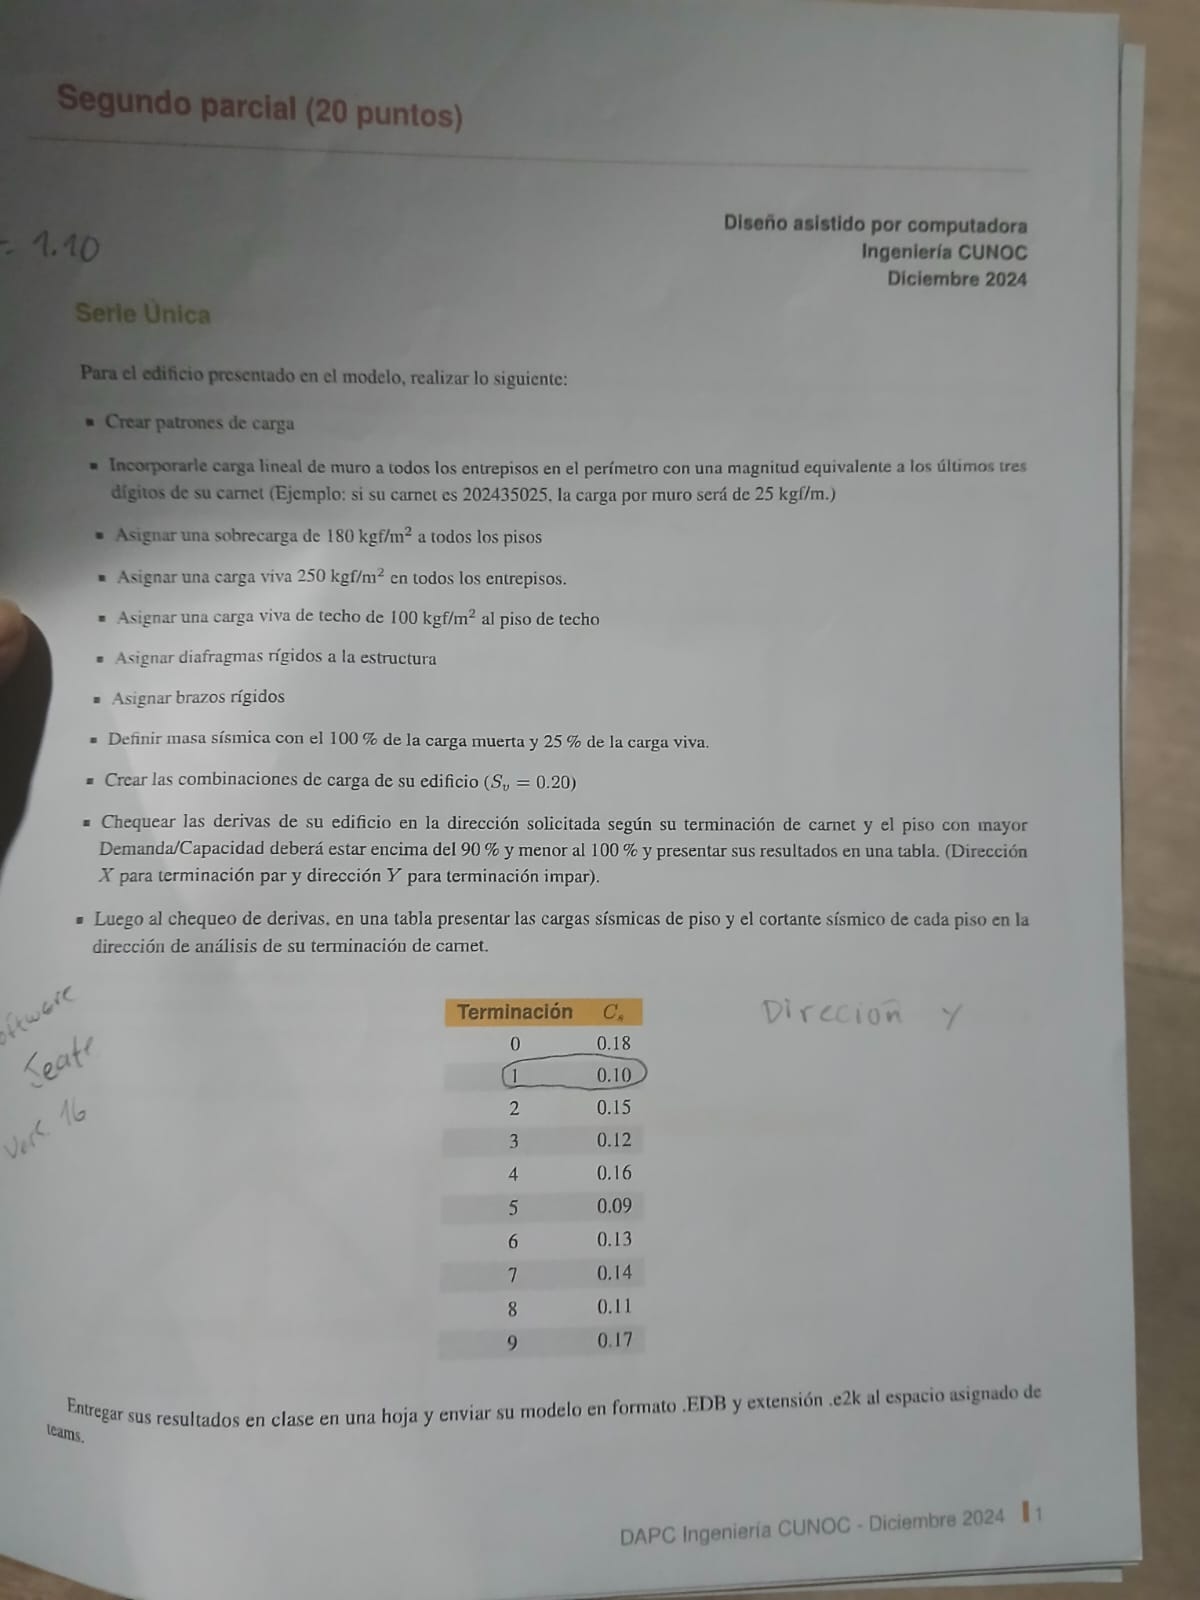 Segundo parcial (20 puntos)
= 1.10
Diseño asistido por computadora
Ingeniería CUNOC
Diciembre 2024
Serie Única
Para el edificio presentado en el modelo, realizar lo siguiente:
▪ Crear patrones de carga
▪ Incorporarle carga lineal de muro a todos los entrepisos en el perímetro con una magnitud equivalente a los últimos tres
dígitos de su carnet (Ejemplo: si su carnet es 202435025, la carga por muro será de 25 kgf/m.)
▪ Asignar una sobrecarga de 180 kgf/m² a todos los pisos
▪ Asignar una carga viva 250 kgf/m² en todos los entrepisos.
▪ Asignar una carga viva de techo de 100 kgf/m² al piso de techo
▪ Asignar diafragmas rígidos a la estructura
▪ Asignar brazos rígidos
▪ Definir masa sísmica con el 100 % de la carga muerta y 25 % de la carga viva.
▪ Crear las combinaciones de carga de su edificio (Sᵥ = 0.20)
▪ Chequear las derivas de su edificio en la dirección solicitada según su terminación de carnet y el piso con mayor
Demanda/Capacidad deberá estar encima del 90 % y menor al 100 % y presentar sus resultados en una tabla. (Dirección
X para terminación par y dirección Y para terminación impar).
▪ Luego al chequeo de derivas, en una tabla presentar las cargas sísmicas de piso y el cortante sísmico de cada piso en la
dirección de análisis de su terminación de carnet.
oftware
vers. 16
Terminación Cₛ
0 0.18
1 0.10
2 0.15
3 0.12
4 0.16
5 0.09
6 0.13
7 0.14
8 0.11
9 0.17
Direcion Y
Entregar sus resultados en clase en una hoja y enviar su modelo en formato .EDB y extensión .e2k al espacio asignado de
teams.
DAPC Ingeniería CUNOC - Diciembre 2024 1